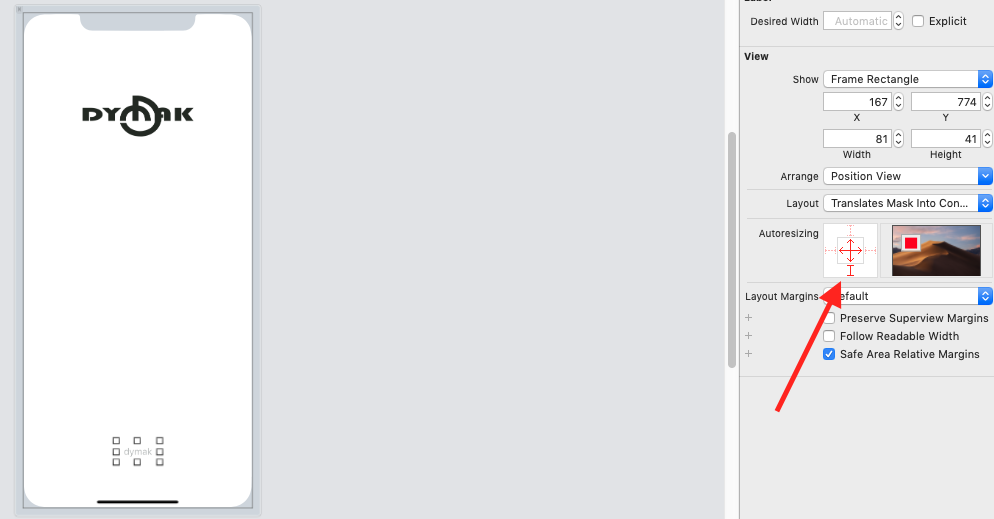 Label
Desired Width Automatic Explicit
View
Show Frame Rectangle
167 774
X Y
81 41
Width Height
Arrange Position View
Layout Translates Mask Into Con...
Autoresizing
Layout Margins efault
Preserve Superview Margins
Follow Readable Width
Safe Area Relative Margins
DYMAK
dymak